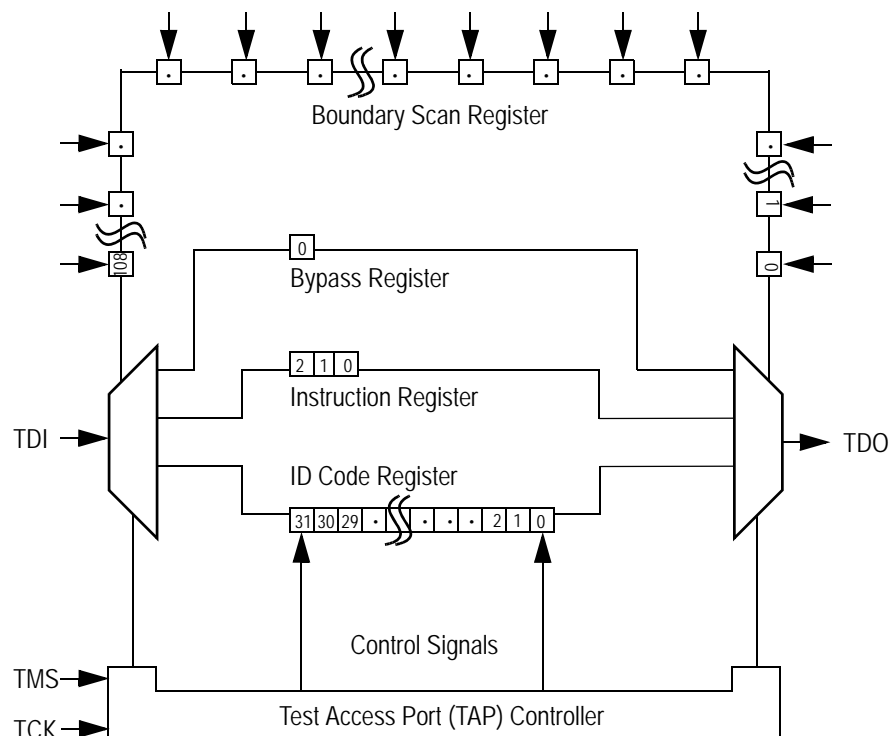 · · · · · · · ·
Boundary Scan Register
· ·
· 1
108 0 0
Bypass Register
2 1 0
Instruction Register
TDI TDO
ID Code Register
31 30 29 · · · · 2 1 0
Control Signals
TMS
Test Access Port (TAP) Controller
TCK